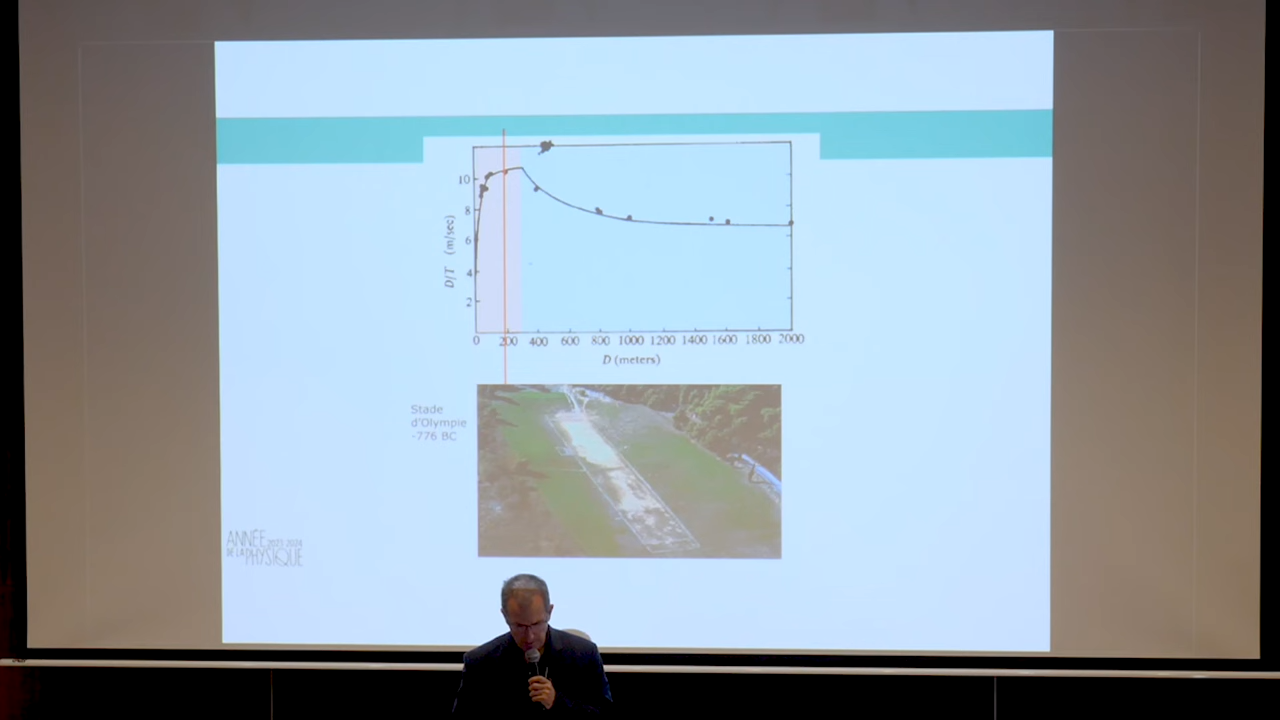 10
8
6
4
2
D/T (m/sec)
0 200 400 600 800 1000 1200 1400 1600 1800 2000
D (meters)
Stade
d'Olympie
-776 BC
ANNÉE 2023 2024
DE LA PHYSIQUE